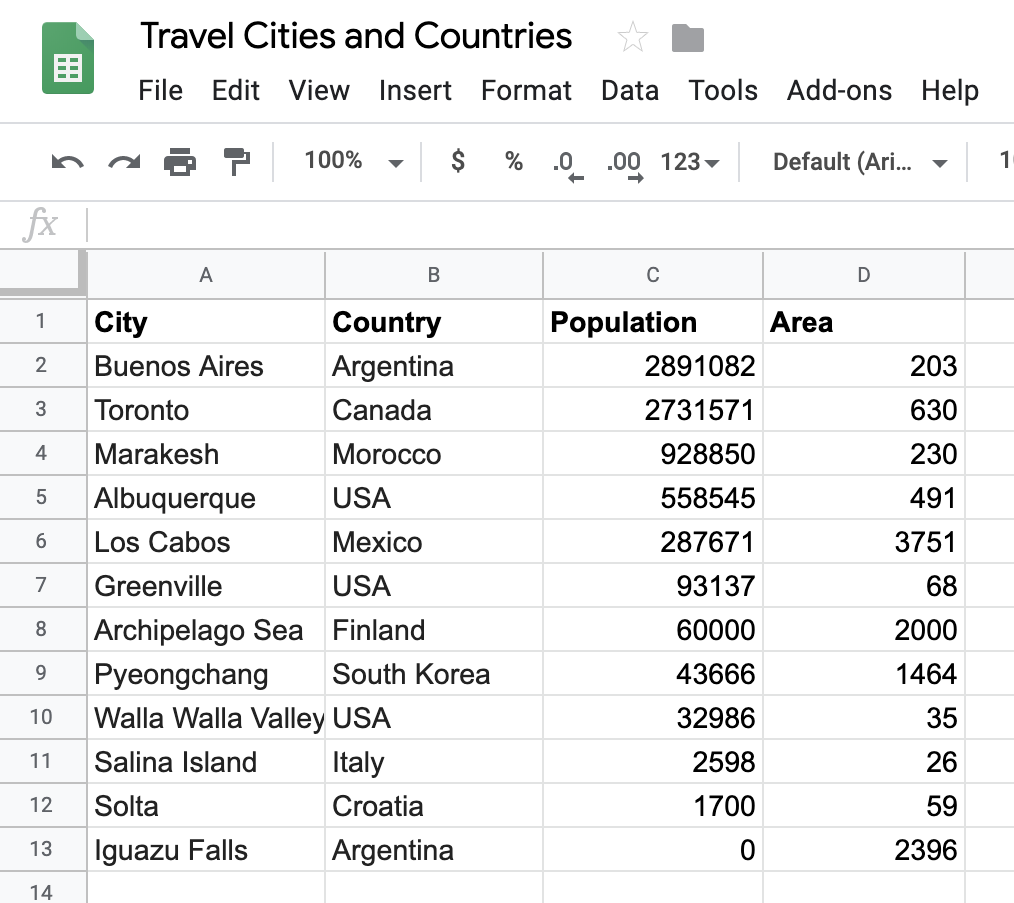 Travel Cities and Countries
File Edit View Insert Format Data Tools Add-ons Help
100% $ % .0 .00 123 Default (Ari...
fx
A B C D
1 City Country Population Area
2 Buenos Aires Argentina 2891082 203
3 Toronto Canada 2731571 630
4 Marakesh Morocco 928850 230
5 Albuquerque USA 558545 491
6 Los Cabos Mexico 287671 3751
7 Greenville USA 93137 68
8 Archipelago Sea Finland 60000 2000
9 Pyeongchang South Korea 43666 1464
10 Walla Walla Valley USA 32986 35
11 Salina Island Italy 2598 26
12 Solta Croatia 1700 59
13 Iguazu Falls Argentina 0 2396
14